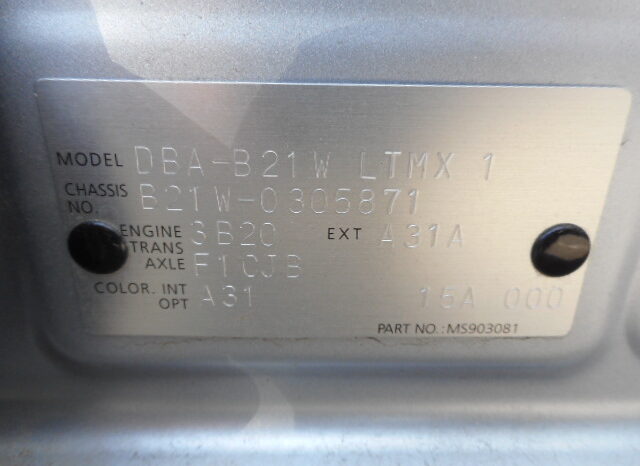 MODEL DBA-B21W LTMX 1
CHASSIS NO. B21W-0305871
ENGINE 3B20 EXT A31A
TRANS AXLE F1CJB
COLOR. INT OPT A31 15A 000
PART NO.: MS903081